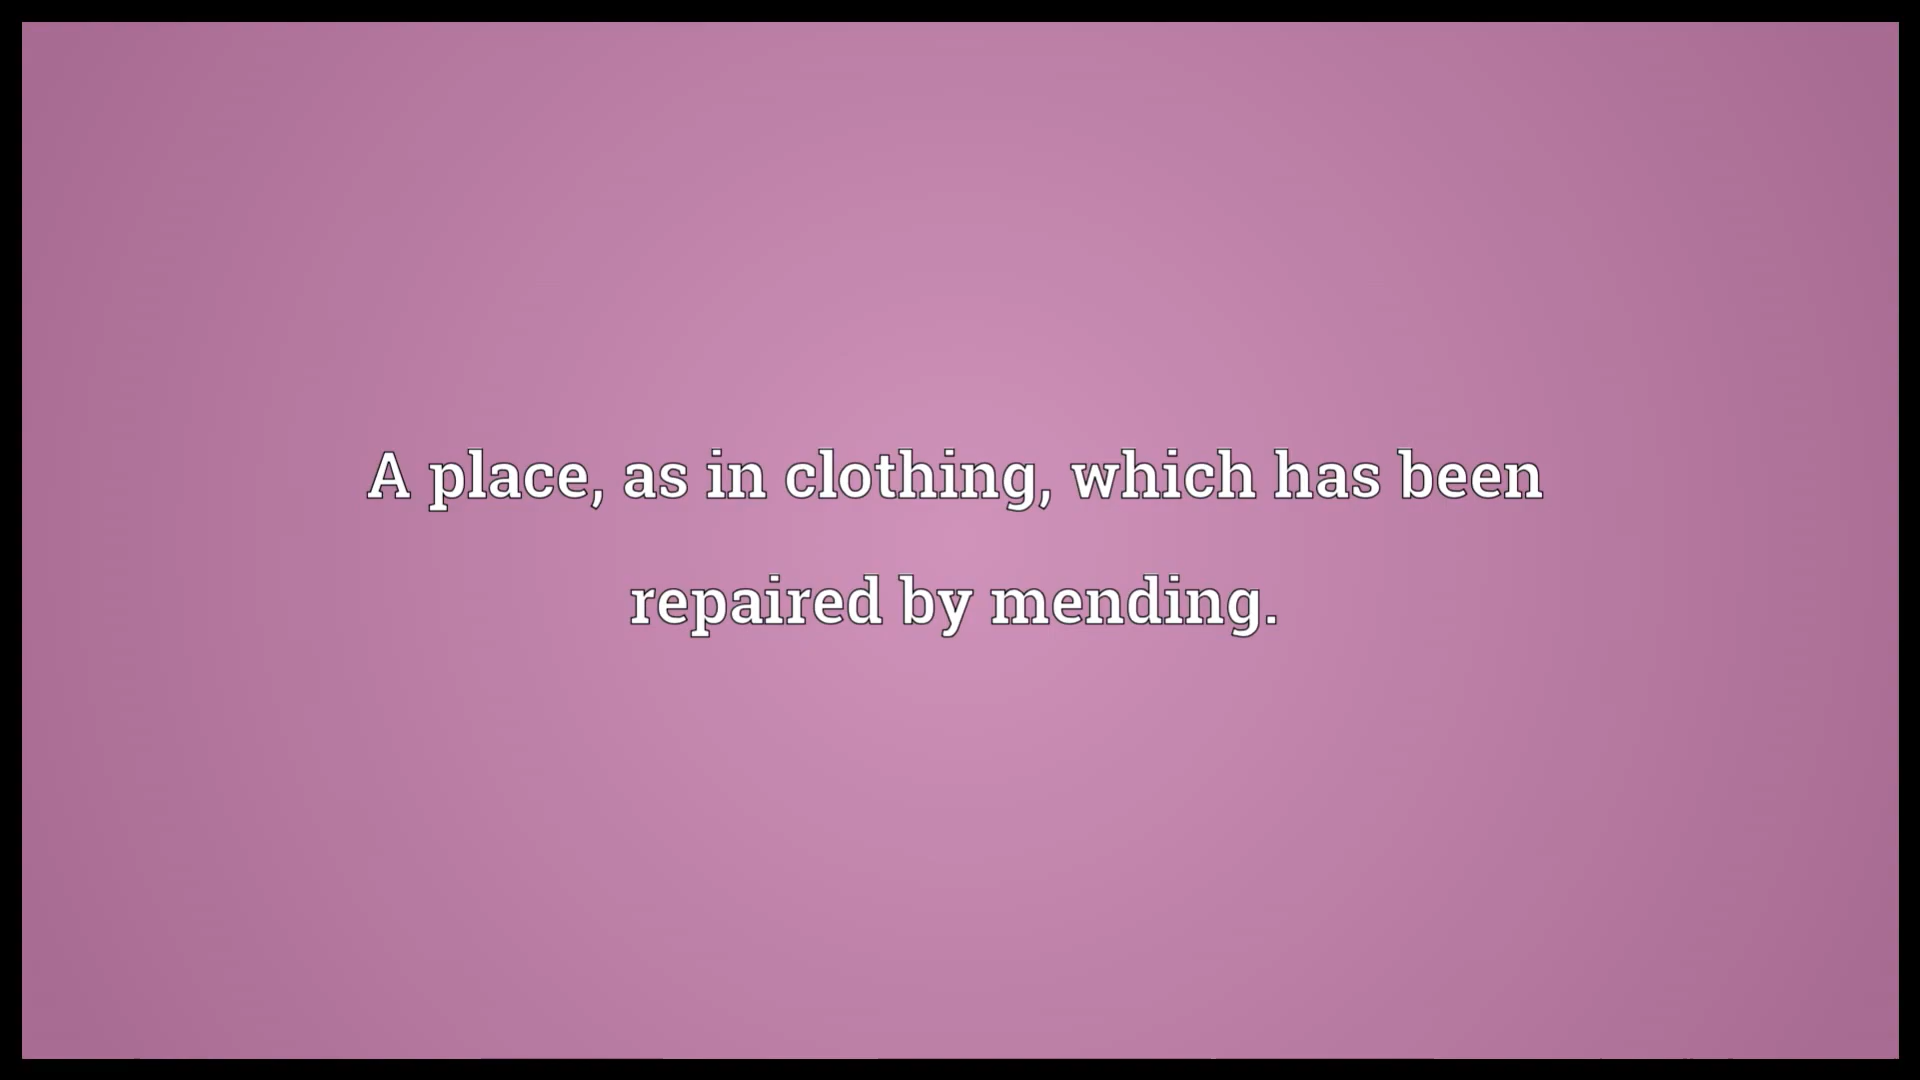 A place, as in clothing, which has been
repaired by mending.